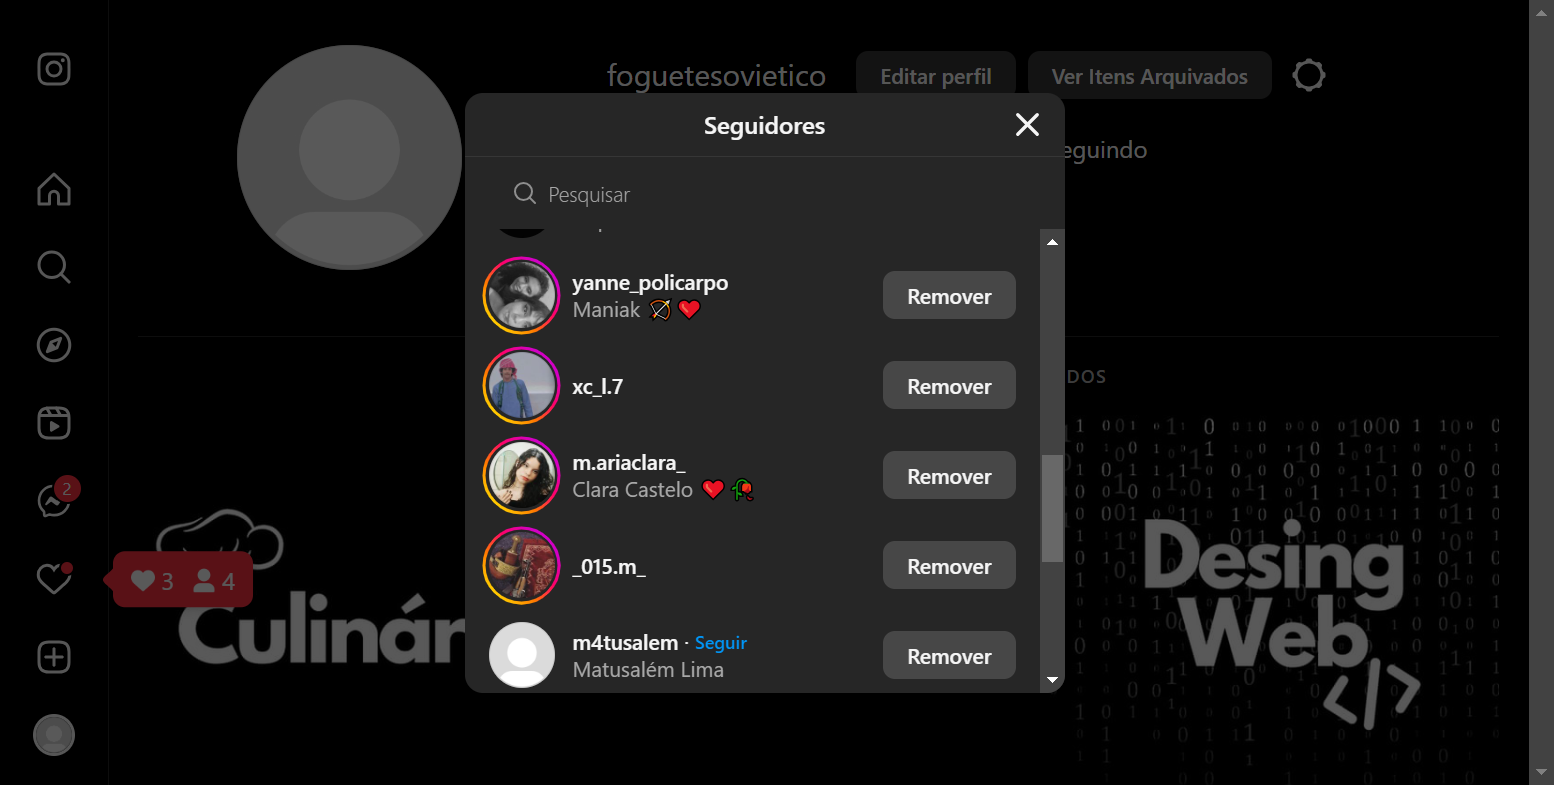 foguetesovietico
Editar perfil
Ver Itens Arquivados
eguindo
Seguidores
Pesquisar
yanne_policarpo
Maniak 🏹❤️
Remover
xc_l.7
Remover
m.ariaclara_
Clara Castelo ❤️🥀
Remover
_015.m_
Remover
m4tusalem · Seguir
Matusalém Lima
Remover
2
3 4
DOS
Culinár
Desing
Web
</>